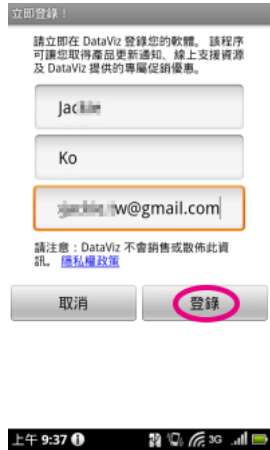 立即登錄！
請立即在 DataViz 登錄您的軟體。 該程序
可讓您取得產品更新通知、線上支援資源
及 DataViz 提供的專屬促銷優惠。
Ko
w@gmail.com
請注意：DataViz 不會銷售或散佈此資
訊。 隱私權政策
取消
登錄
上午 9:37
3G